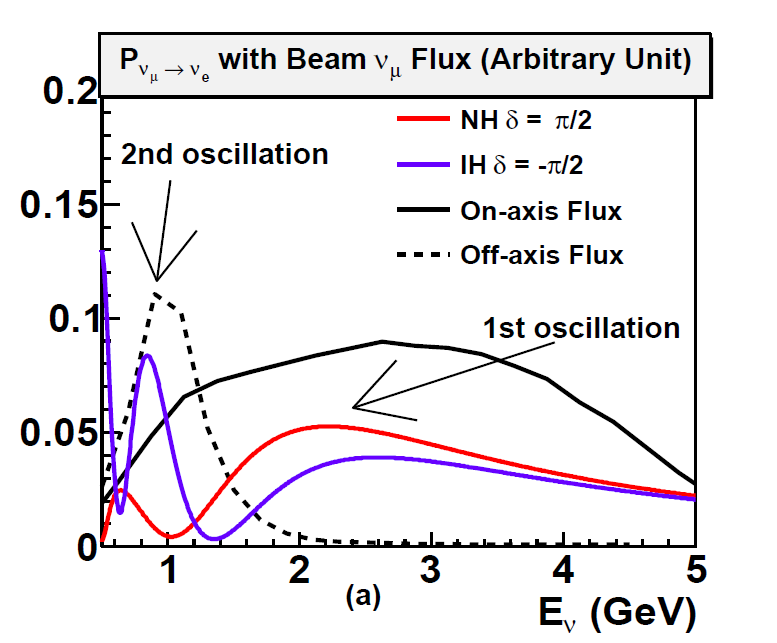 P_{ν_μ → ν_e} with Beam ν_μ Flux (Arbitrary Unit)
0.2
NH δ = π/2
2nd oscillation
IH δ = -π/2
0.15
On-axis Flux
Off-axis Flux
0.1
1st oscillation
0.05
0
1 2 3 4 5
(a)
E_ν (GeV)